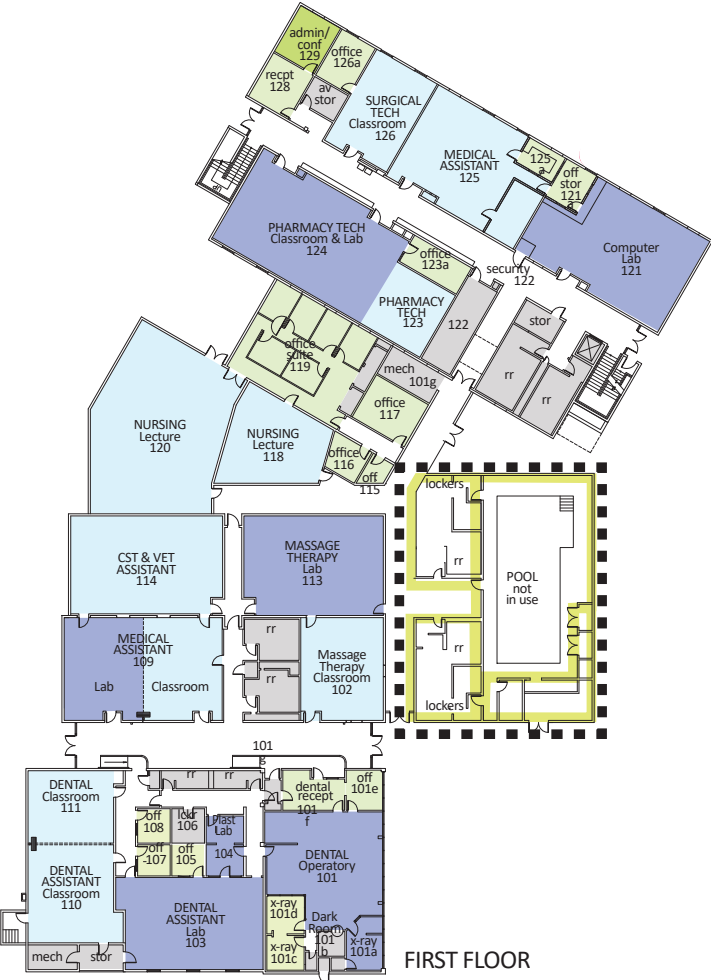 admin/
conf
129
office
126a
recpt
128
av
stor
SURGICAL
TECH
Classroom
126
MEDICAL
ASSISTANT
125
125
a
off
stor
121
a
PHARMACY TECH
Classroom & Lab
124
office
123a
Computer
Lab
121
security
122
PHARMACY
TECH
123
122
stor
rr
rr
office
suite
119
mech
101g
office
117
NURSING
Lecture
120
NURSING
Lecture
118
office
116
off
115
lockers
rr
POOL
not
in use
rr
lockers
CST & VET
ASSISTANT
114
MASSAGE
THERAPY
Lab
113
MEDICAL
ASSISTANT
109
Lab
Classroom
rr
rr
Massage
Therapy
Classroom
102
101
g
DENTAL
Classroom
111
rr
rr
dental
recept
101
f
off
101e
off
108
lckr
106
Plast
Lab
104
off
-107
off
105
DENTAL
Operatory
101
DENTAL
ASSISTANT
Classroom
110
DENTAL
ASSISTANT
Lab
103
x-ray
101d
Dark
Room
101
b
x-ray
101c
x-ray
101a
mech
stor
FIRST FLOOR